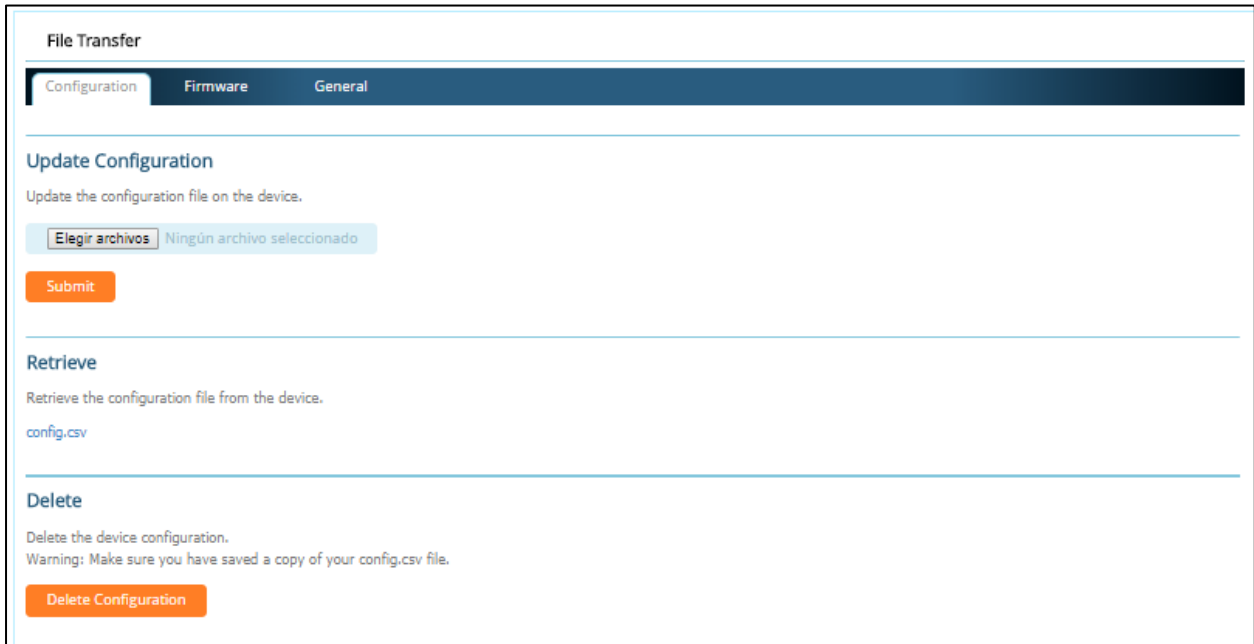 File Transfer
Configuration Firmware General
Update Configuration
Update the configuration file on the device.
Elegir archivos Ningún archivo seleccionado
Submit
Retrieve
Retrieve the configuration file from the device.
config.csv
Delete
Delete the device configuration.
Warning: Make sure you have saved a copy of your config.csv file.
Delete Configuration